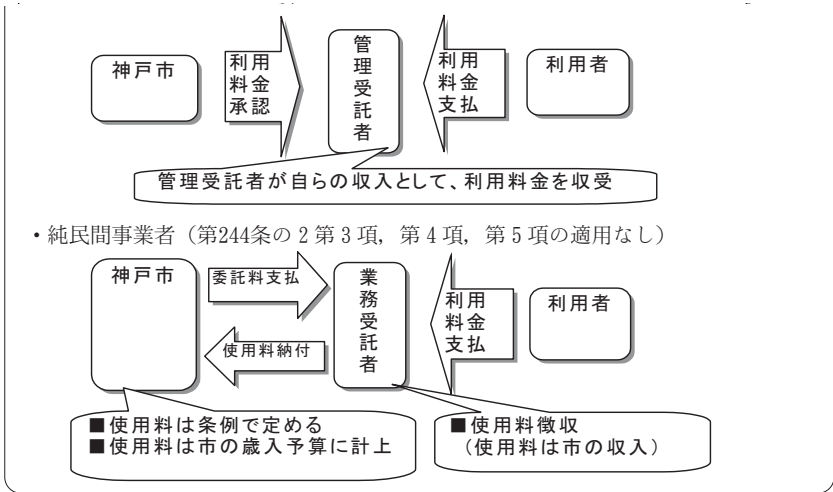 神戸市
利用
料金
承認
管理受託者
利用
料金
支払
利用者
管理受託者が自らの収入として、利用料金を収受
・純民間事業者（第244条の２第３項，第４項，第５項の適用なし）
神戸市
委託料支払
使用料納付
業務受託者
利用
料金
支払
利用者
■使用料は条例で定める
■使用料は市の歳入予算に計上
■使用料徴収
（使用料は市の収入）